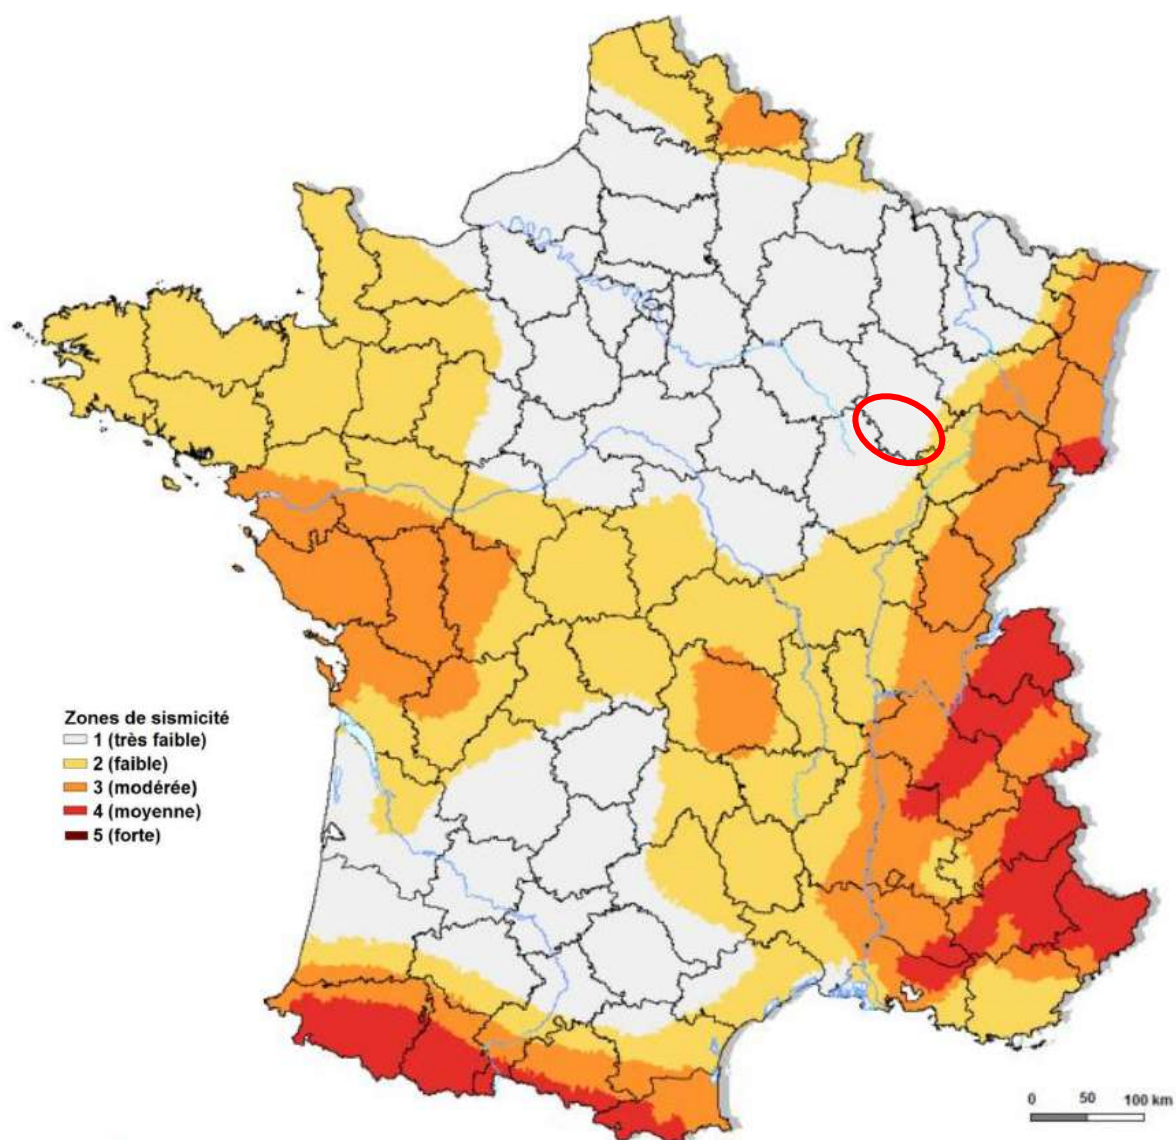 Zones de sismicité
1 (très faible)
2 (faible)
3 (modérée)
4 (moyenne)
5 (forte)
0 50 100 km